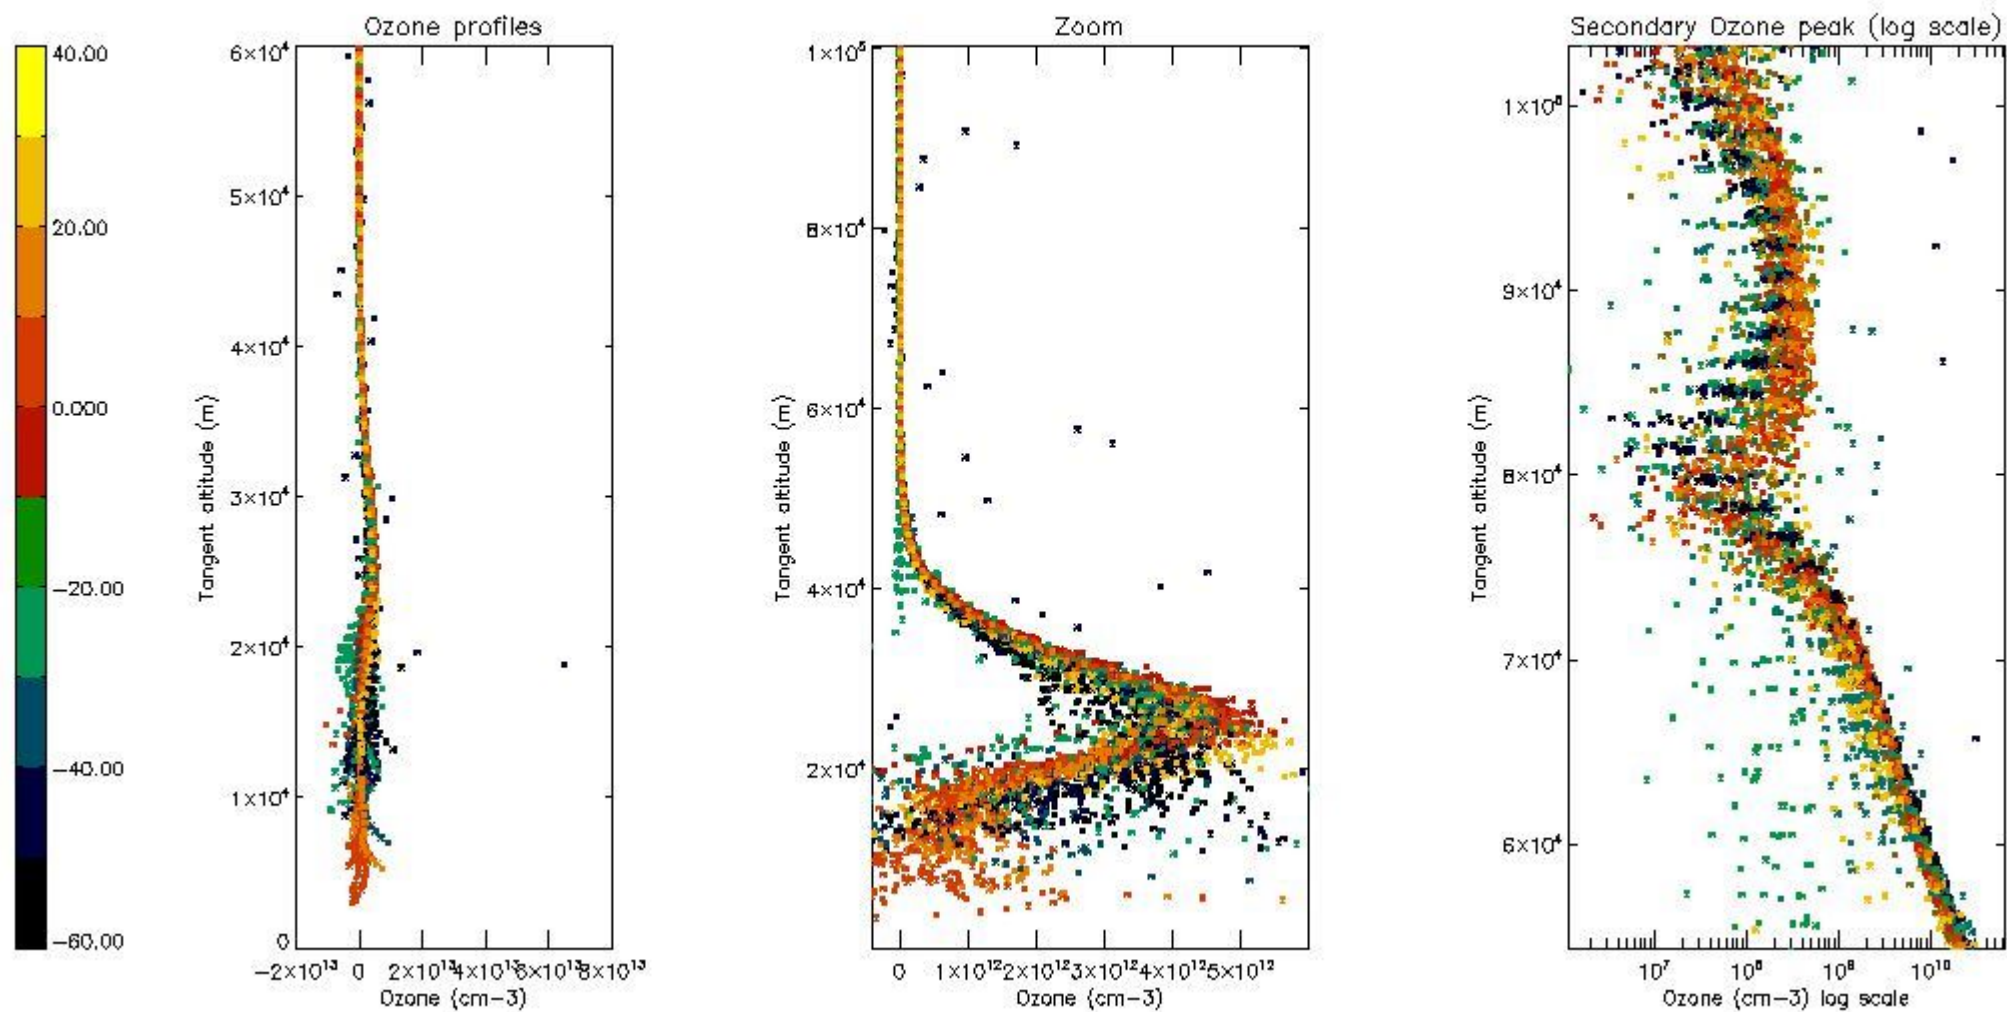 Ozone profiles
Zoom
Secondary Ozone peak (log scale)
40.00
20.00
0.000
−20.00
−40.00
−60.00
6×10⁴
5×10⁴
4×10⁴
3×10⁴
2×10⁴
1×10⁴
0
Tangent altitude (m)
−2×10¹³ 0 2×10¹³ 4×10¹³ 6×10¹³ 8×10¹³
Ozone (cm−3)
1×10⁵
8×10⁴
6×10⁴
4×10⁴
2×10⁴
Tangent altitude (m)
0 1×10¹² 2×10¹² 3×10¹² 4×10¹² 5×10¹²
Ozone (cm−3)
1×10⁵
9×10⁴
8×10⁴
7×10⁴
6×10⁴
Tangent altitude (m)
10⁷ 10⁸ 10⁹ 10¹⁰
Ozone (cm−3) log scale